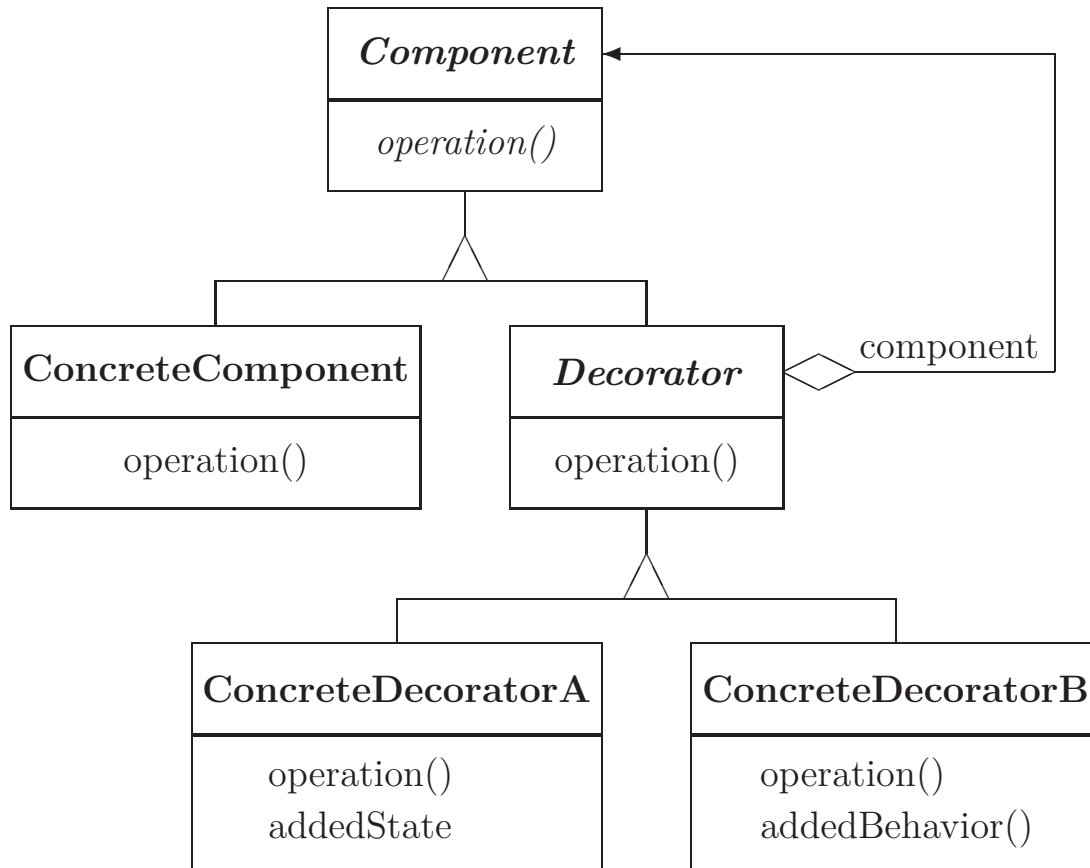 Component
operation()
ConcreteComponent
operation()
Decorator
operation()
component
ConcreteDecoratorA
operation()
addedState
ConcreteDecoratorB
operation()
addedBehavior()